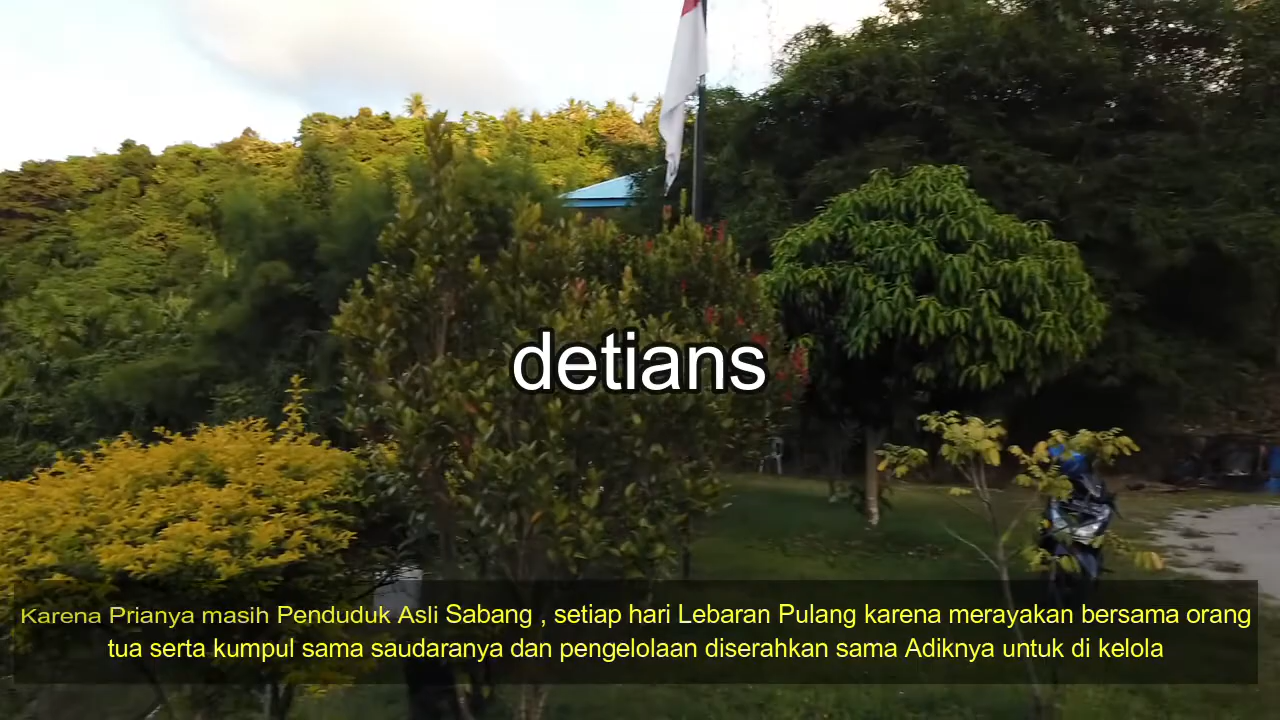 detians
Karena Prianya masih Penduduk Asli Sabang , setiap hari Lebaran Pulang karena merayakan bersama orang
tua serta kumpul sama saudaranya dan pengelolaan diserahkan sama Adiknya untuk di kelola